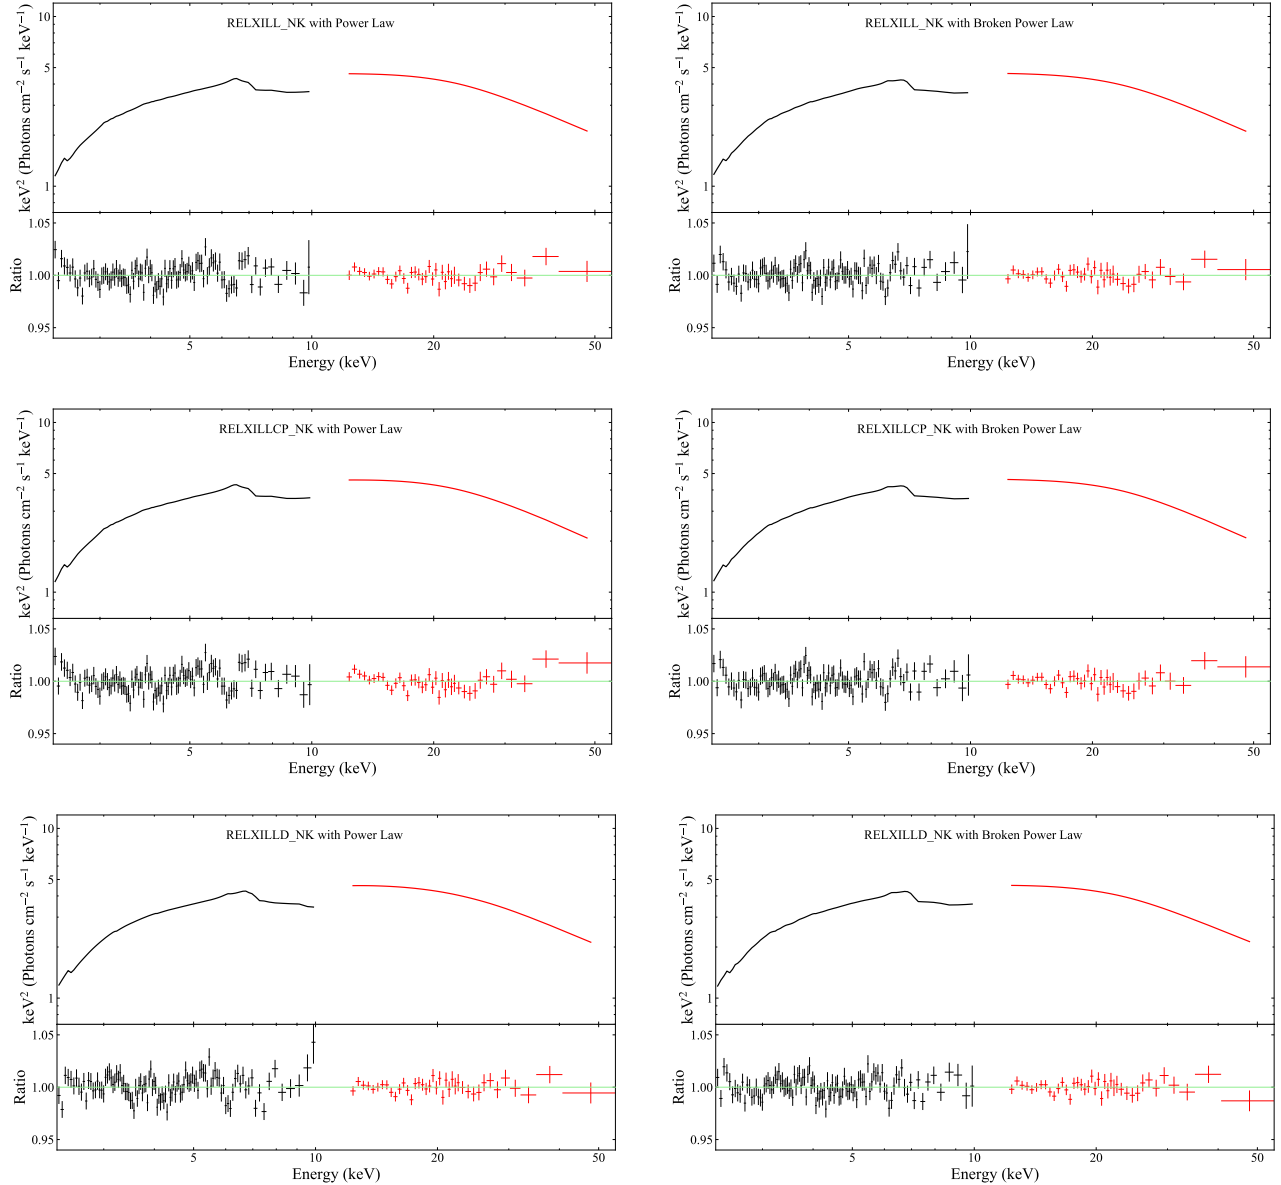 RELXILL_NK with Power Law
10
5
1
keV² (Photons cm⁻² s⁻¹ keV⁻¹)
1.05
1.00
0.95
Ratio
5
10
20
50
Energy (keV)
RELXILL_NK with Broken Power Law
10
5
1
keV² (Photons cm⁻² s⁻¹ keV⁻¹)
1.05
1.00
0.95
Ratio
5
10
20
50
Energy (keV)
RELXILLCP_NK with Power Law
10
5
1
keV² (Photons cm⁻² s⁻¹ keV⁻¹)
1.05
1.00
0.95
Ratio
5
10
20
50
Energy (keV)
RELXILLCP_NK with Broken Power Law
10
5
1
keV² (Photons cm⁻² s⁻¹ keV⁻¹)
1.05
1.00
0.95
Ratio
5
10
20
50
Energy (keV)
RELXILLD_NK with Power Law
10
5
1
keV² (Photons cm⁻² s⁻¹ keV⁻¹)
1.05
1.00
0.95
Ratio
5
10
20
50
Energy (keV)
RELXILLD_NK with Broken Power Law
10
5
1
keV² (Photons cm⁻² s⁻¹ keV⁻¹)
1.05
1.00
0.95
Ratio
5
10
20
50
Energy (keV)